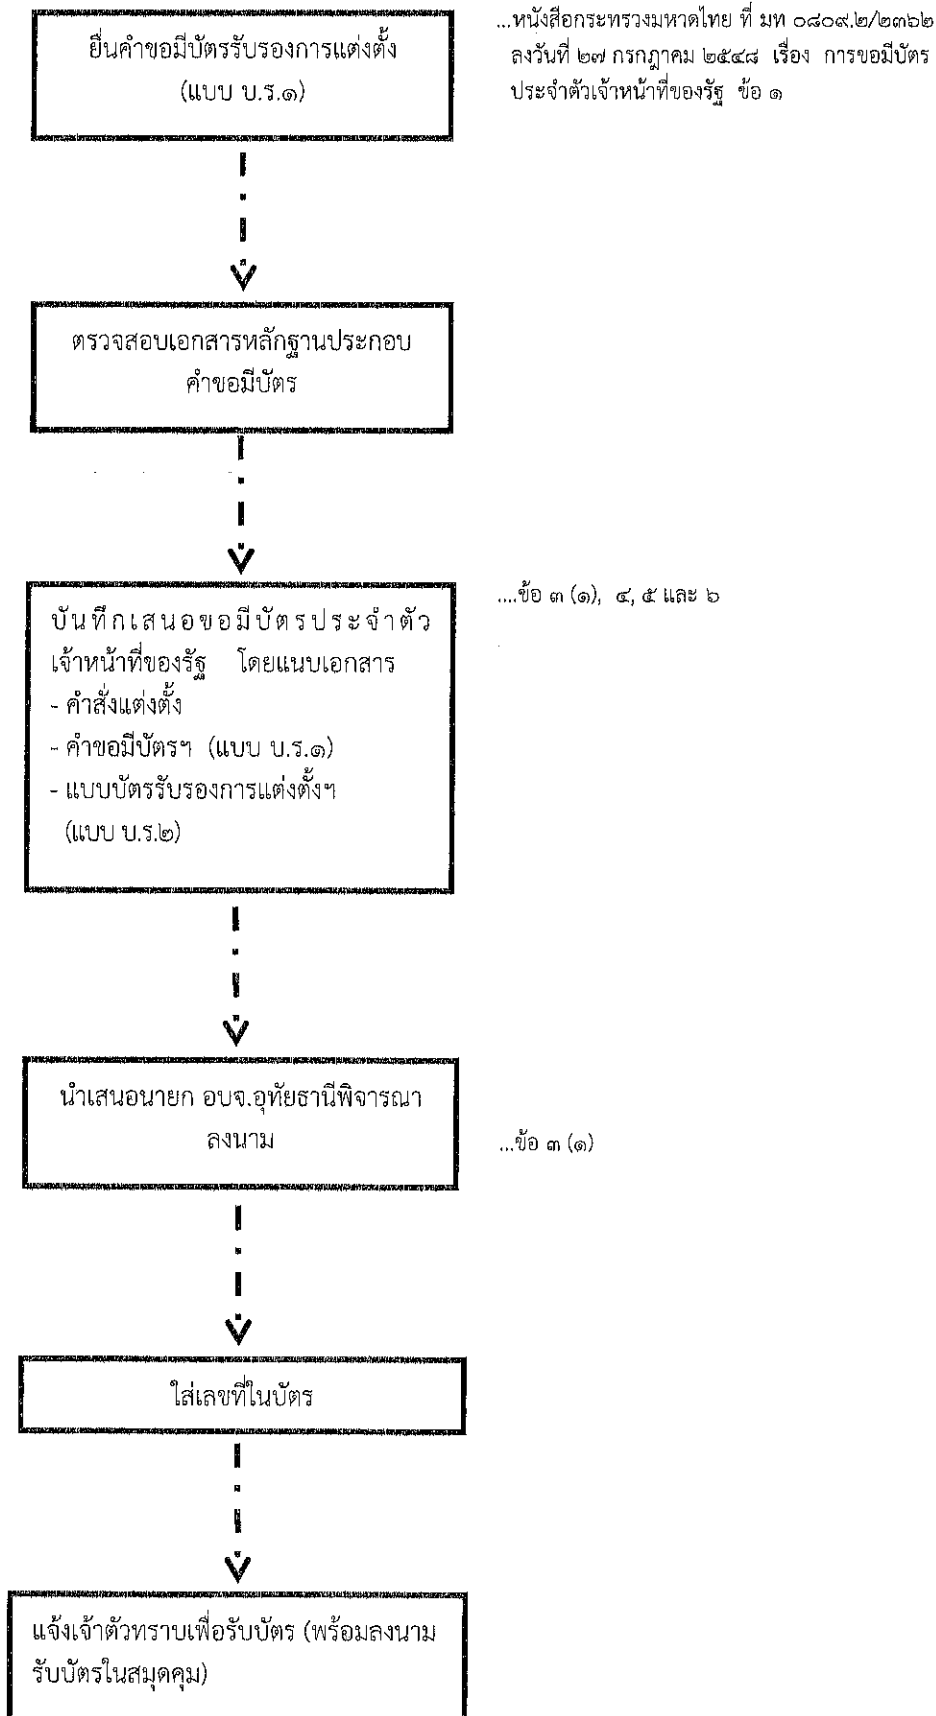 ยื่นคำขอมีบัตรรับรองการแต่งตั้ง
(แบบ บ.ร.๑)
...หนังสือกระทรวงมหาดไทย ที่ มท ๐๘๐๙.๒/๒๓๖๒
ลงวันที่ ๒๗ กรกฎาคม ๒๕๔๘ เรื่อง การขอมีบัตร
ประจำตัวเจ้าหน้าที่ของรัฐ ข้อ ๑
ตรวจสอบเอกสารหลักฐานประกอบ
คำขอมีบัตร
บันทึกเสนอขอมีบัตรประจำตัว
เจ้าหน้าที่ของรัฐ โดยแนบเอกสาร
- คำสั่งแต่งตั้ง
- คำขอมีบัตรฯ (แบบ บ.ร.๑)
- แบบบัตรรับรองการแต่งตั้งฯ
(แบบ บ.ร.๒)
....ข้อ ๓ (๑), ๔, ๕ และ ๖
นำเสนอนายก อบจ.อุทัยธานีพิจารณา
ลงนาม
...ข้อ ๓ (๑)
ใส่เลขที่ในบัตร
แจ้งเจ้าตัวทราบเพื่อรับบัตร (พร้อมลงนาม
รับบัตรในสมุดคุม)